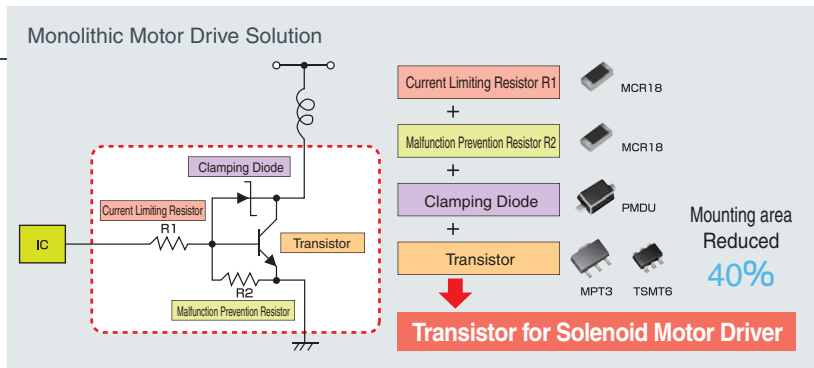 Monolithic Motor Drive Solution
Clamping Diode
Current Limiting Resistor
R1
IC
Transistor
R2
Malfunction Prevention Resistor
Current Limiting Resistor R1
MCR18
+
Malfunction Prevention Resistor R2
MCR18
+
Clamping Diode
PMDU
+
Transistor
MPT3
TSMT6
Mounting area
Reduced
40%
Transistor for Solenoid Motor Driver